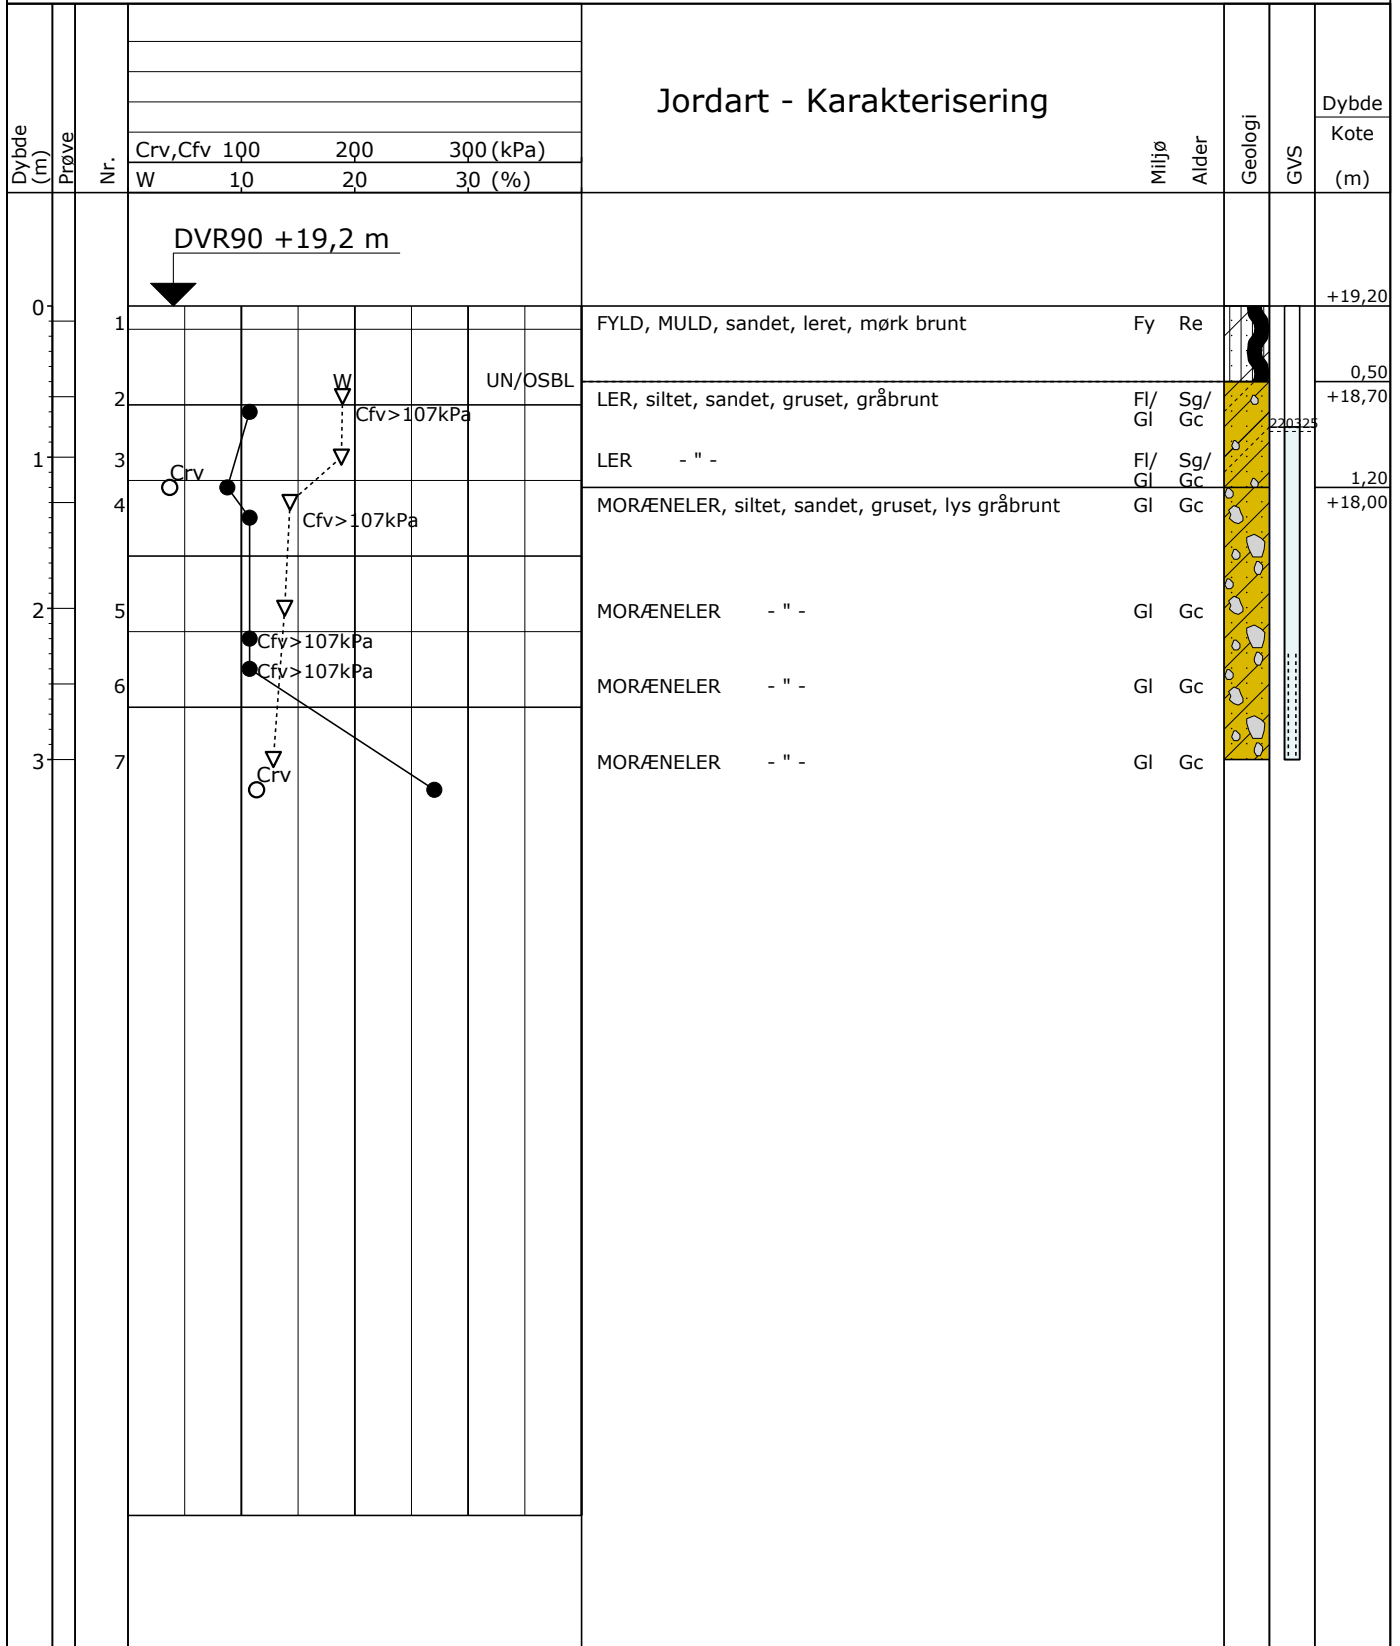 Jordart - Karakterisering
Dybde (m)
Prøve
Nr.
Crv,Cfv 100 200 300 (kPa)
W 10 20 30 (%)
Miljø
Alder
Geologi
GVS
Dybde
Kote
(m)
DVR90 +19,2 m
0 +19,20
1 FYLD, MULD, sandet, leret, mørk brunt Fy Re
0,50
W UN/OSBL
2 LER, siltet, sandet, gruset, gråbrunt Fl/ Sg/ +18,70
Cfv>107kPa Gl Gc
220325
1 3 LER - " - Fl/ Sg/
Crv Gl Gc 1,20
4 MORÆNELER, siltet, sandet, gruset, lys gråbrunt Gl Gc +18,00
Cfv>107kPa
2 5 MORÆNELER - " - Gl Gc
Cfv>107kPa
Cfv>107kPa
6 MORÆNELER - " - Gl Gc
3 7 MORÆNELER - " - Gl Gc
Crv